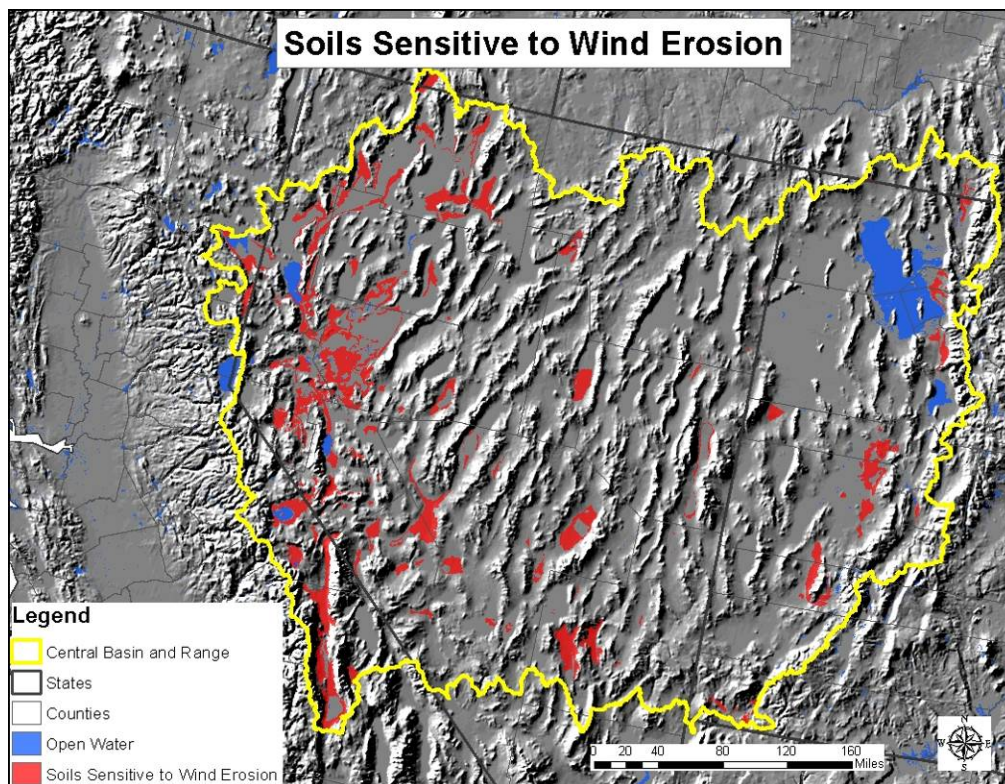 Soils Sensitive to Wind Erosion
Legend
Central Basin and Range
States
Counties
Open Water
Soils Sensitive to Wind Erosion
0 20 40 80 120 160
Miles
N
W E
S